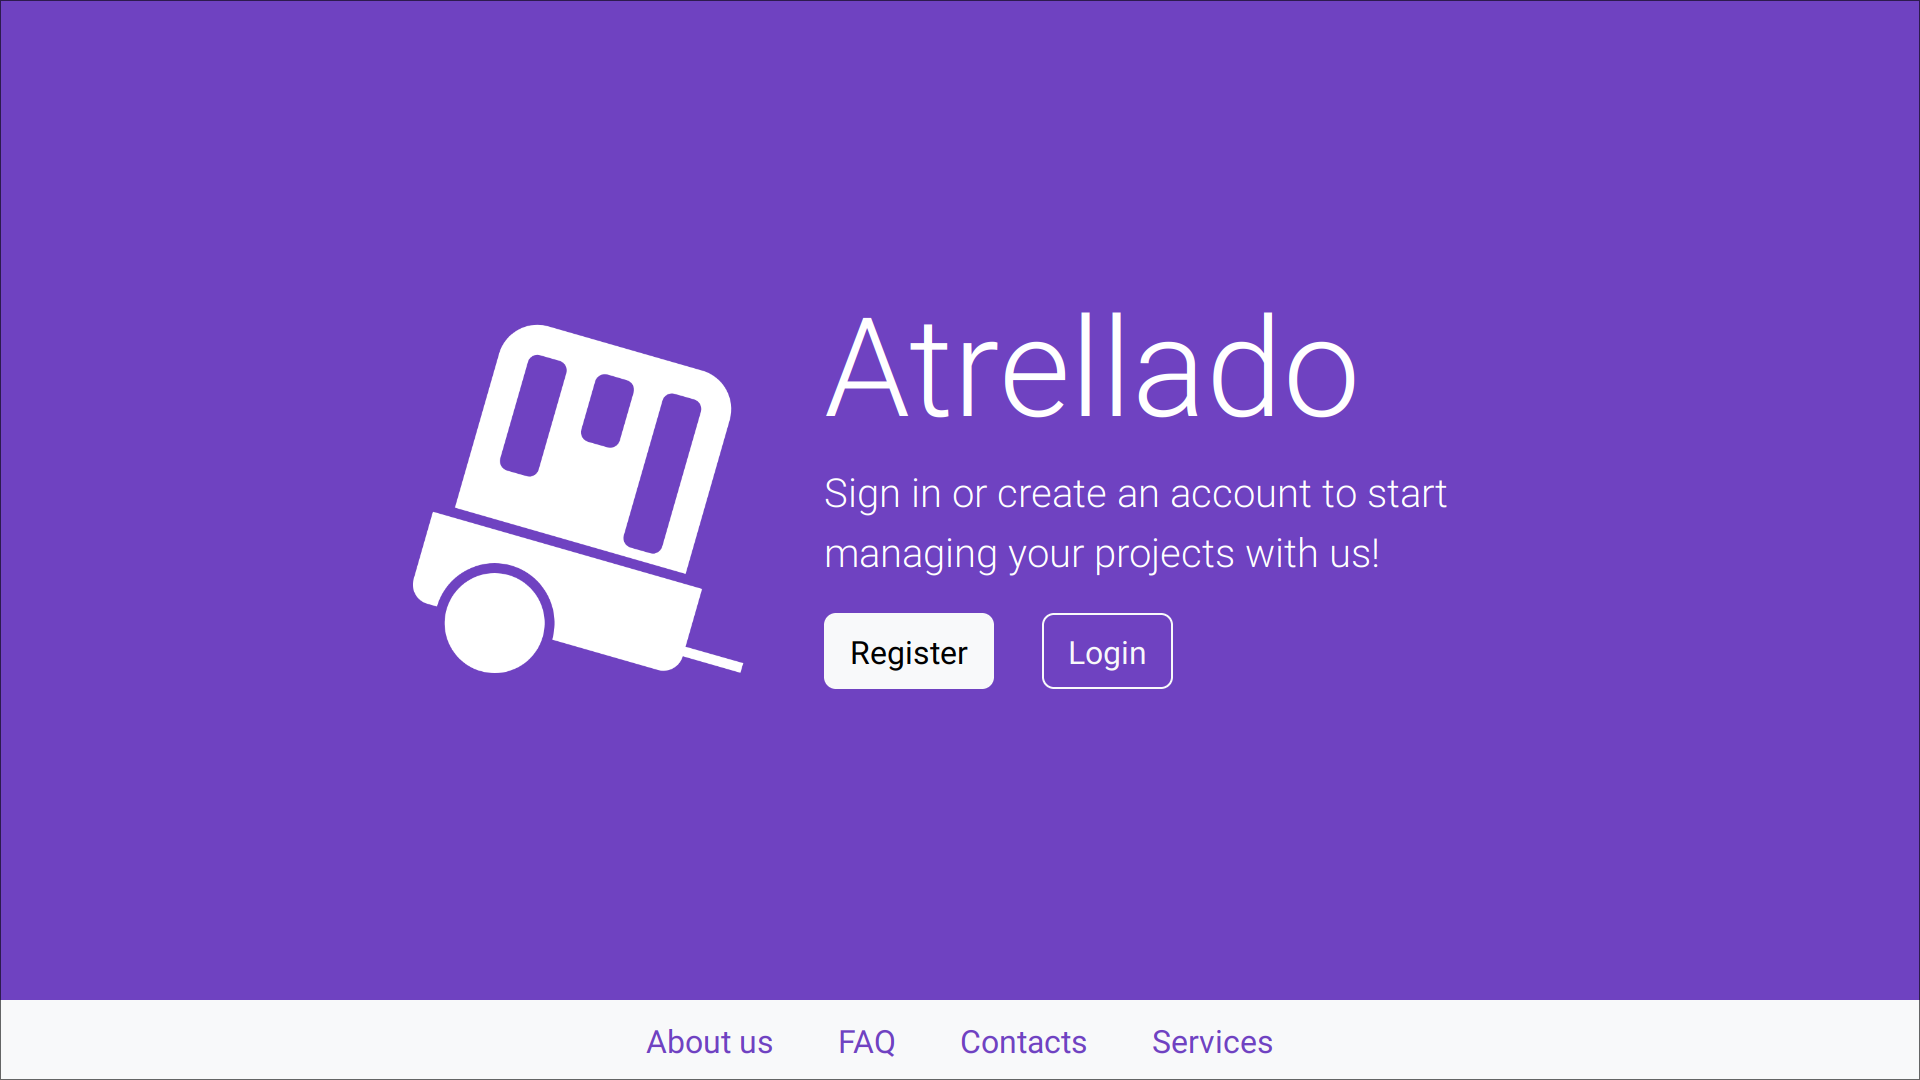 Atrellado
Sign in or create an account to start
managing your projects with us!
Register Login
About us FAQ Contacts Services